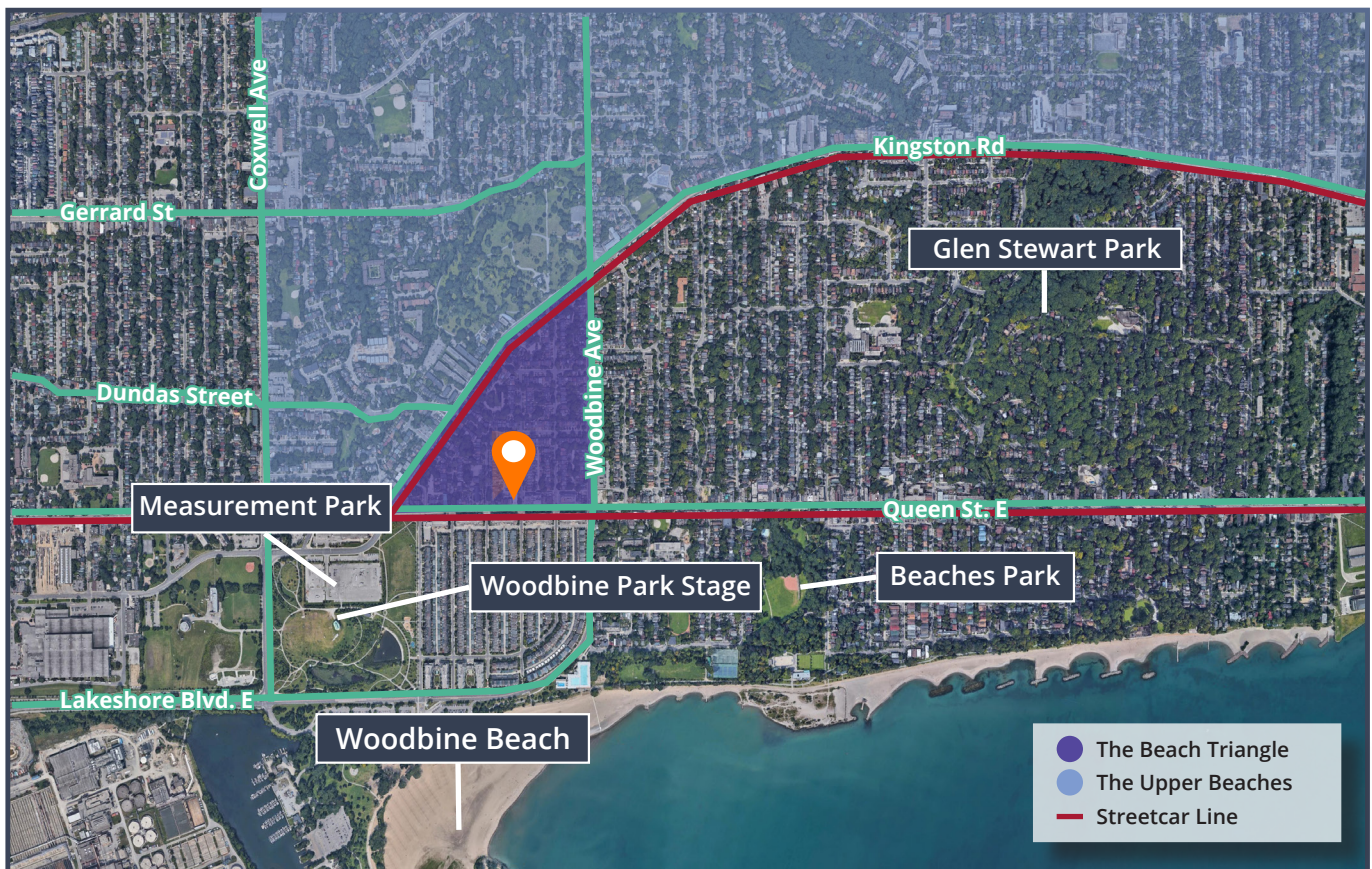 Coxwell Ave
Kingston Rd
Gerrard St
Glen Stewart Park
Woodbine Ave
Dundas Street
Measurement Park
Queen St. E
Woodbine Park Stage
Beaches Park
Lakeshore Blvd. E
Woodbine Beach
The Beach Triangle
The Upper Beaches
Streetcar Line